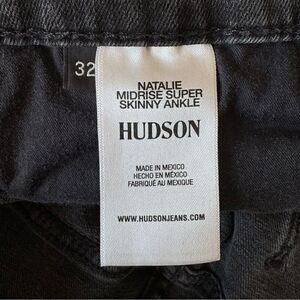 32
NATALIE
MIDRISE SUPER
SKINNY ANKLE
HUDSON
MADE IN MEXICO
HECHO EN MÉXICO
FABRIQUÉ AU MEXIQUE
WWW.HUDSONJEANS.COM